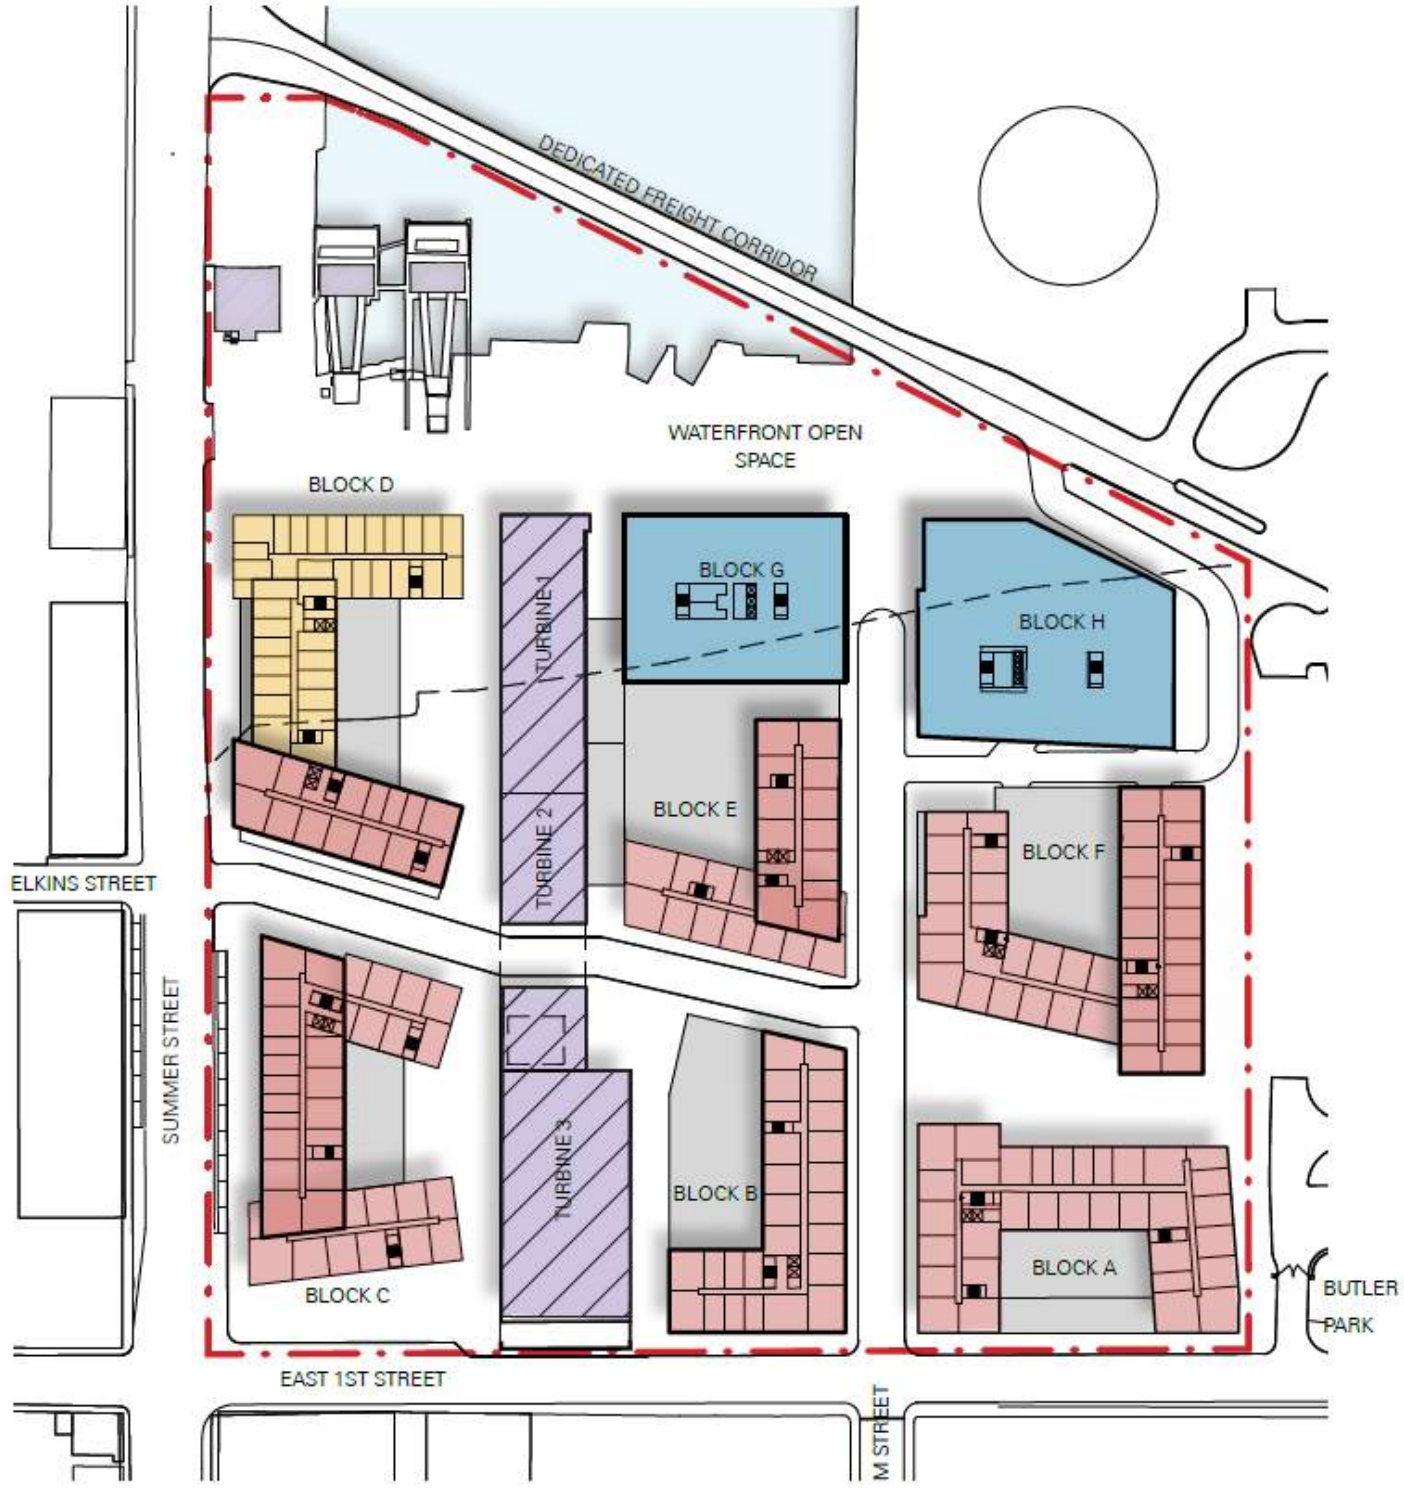 DEDICATED FREIGHT CORRIDOR
WATERFRONT OPEN
SPACE
BLOCK D
TURBINE 1
BLOCK G
BLOCK H
TURBINE 2
BLOCK E
BLOCK F
ELKINS STREET
SUMMER STREET
TURBINE 3
BLOCK B
BLOCK A
BLOCK C
BUTLER
PARK
EAST 1ST STREET
M STREET